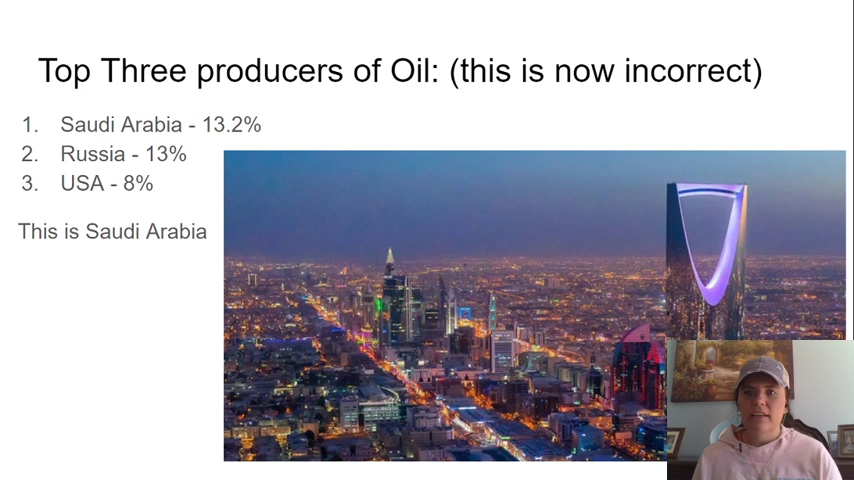 Top Three producers of Oil: (this is now incorrect)
1. Saudi Arabia - 13.2%
2. Russia - 13%
3. USA - 8%
This is Saudi Arabia